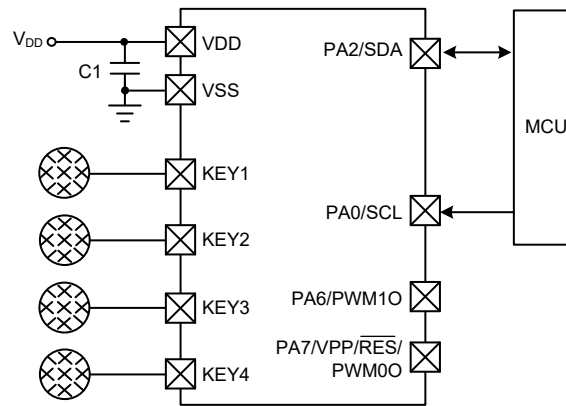 VDD
VDD
C1
VSS
KEY1
KEY2
KEY3
KEY4
PA2/SDA
PA0/SCL
PA6/PWM1O
PA7/VPP/RES/
PWM0O
MCU